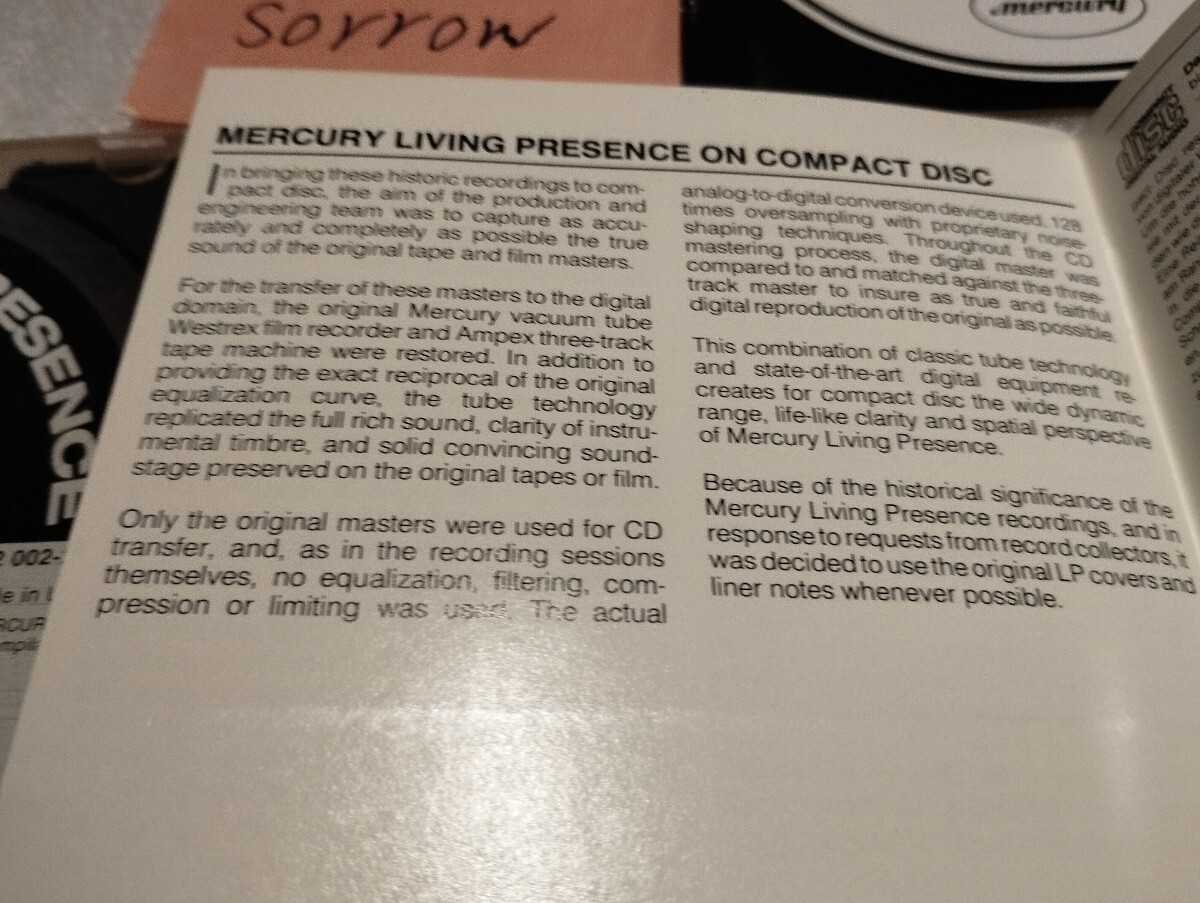 Sorrow
mercury
MERCURY LIVING PRESENCE ON COMPACT DISC
In bringing these historic recordings to com-
pact disc, the aim of the production and
engineering team was to capture as accu-
rately and completely as possible the true
sound of the original tape and film masters.
For the transfer of these masters to the digital
domain, the original Mercury vacuum tube
Westrex film recorder and Ampex three-track
tape machine were restored. In addition to
providing the exact reciprocal of the original
equalization curve, the tube technology
replicated the full rich sound, clarity of instru-
mental timbre, and solid convincing sound-
stage preserved on the original tapes or film.
Only the original masters were used for CD
transfer, and, as in the recording sessions
themselves, no equalization, filtering, com-
pression or limiting was used. The actual
analog-to-digital conversion device used, 128
times oversampling with proprietary noise-
shaping techniques. Throughout the CD
mastering process, the digital master was
compared to and matched against the three-
track master to insure as true and faithful
digital reproduction of the original as possible.
This combination of classic tube technology
and state-of-the-art digital equipment re-
creates for compact disc the wide dynamic
range, life-like clarity and spatial perspective
of Mercury Living Presence.
Because of the historical significance of the
Mercury Living Presence recordings, and in
response to requests from record collectors, it
was decided to use the original LP covers and
liner notes whenever possible.
ESENCE
002-
COMPACT
disc
DIGITAL AUDIO